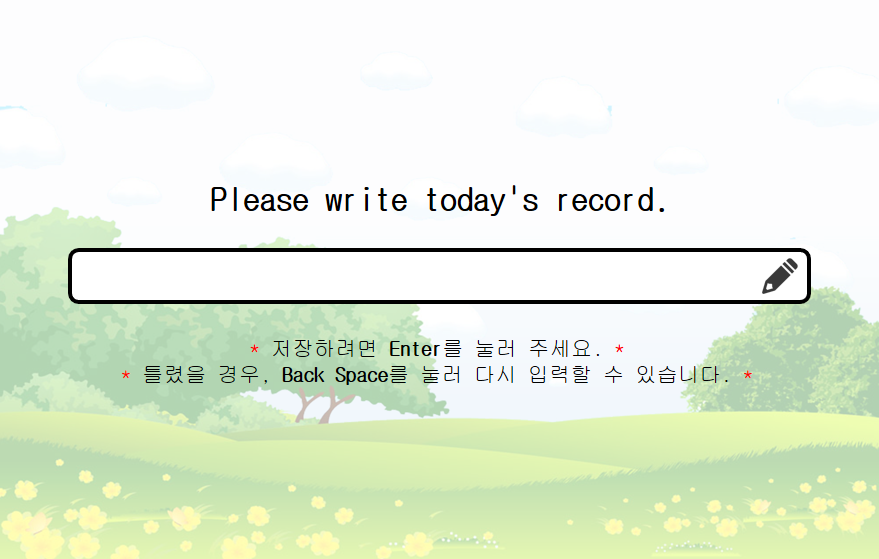 Please write today's record.
* 저장하려면 Enter를 눌러 주세요. *
* 틀렸을 경우, Back Space를 눌러 다시 입력할 수 있습니다. *